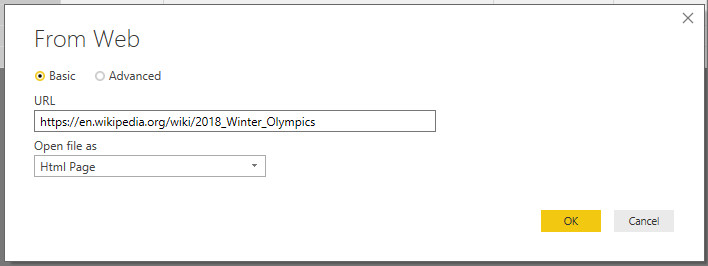 From Web
Basic Advanced
URL
https://en.wikipedia.org/wiki/2018_Winter_Olympics
Open file as
Html Page
OK Cancel